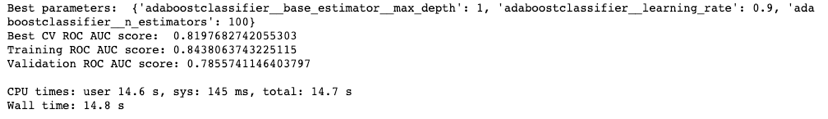 Best parameters:  {'adaboostclassifier__base_estimator__max_depth': 1, 'adaboostclassifier__learning_rate': 0.9, 'ada
boostclassifier__n_estimators': 100}
Best CV ROC AUC score:  0.8197682742055303
Training ROC AUC score: 0.8438063743225115
Validation ROC AUC score: 0.7855741146403797

CPU times: user 14.6 s, sys: 145 ms, total: 14.7 s
Wall time: 14.8 s